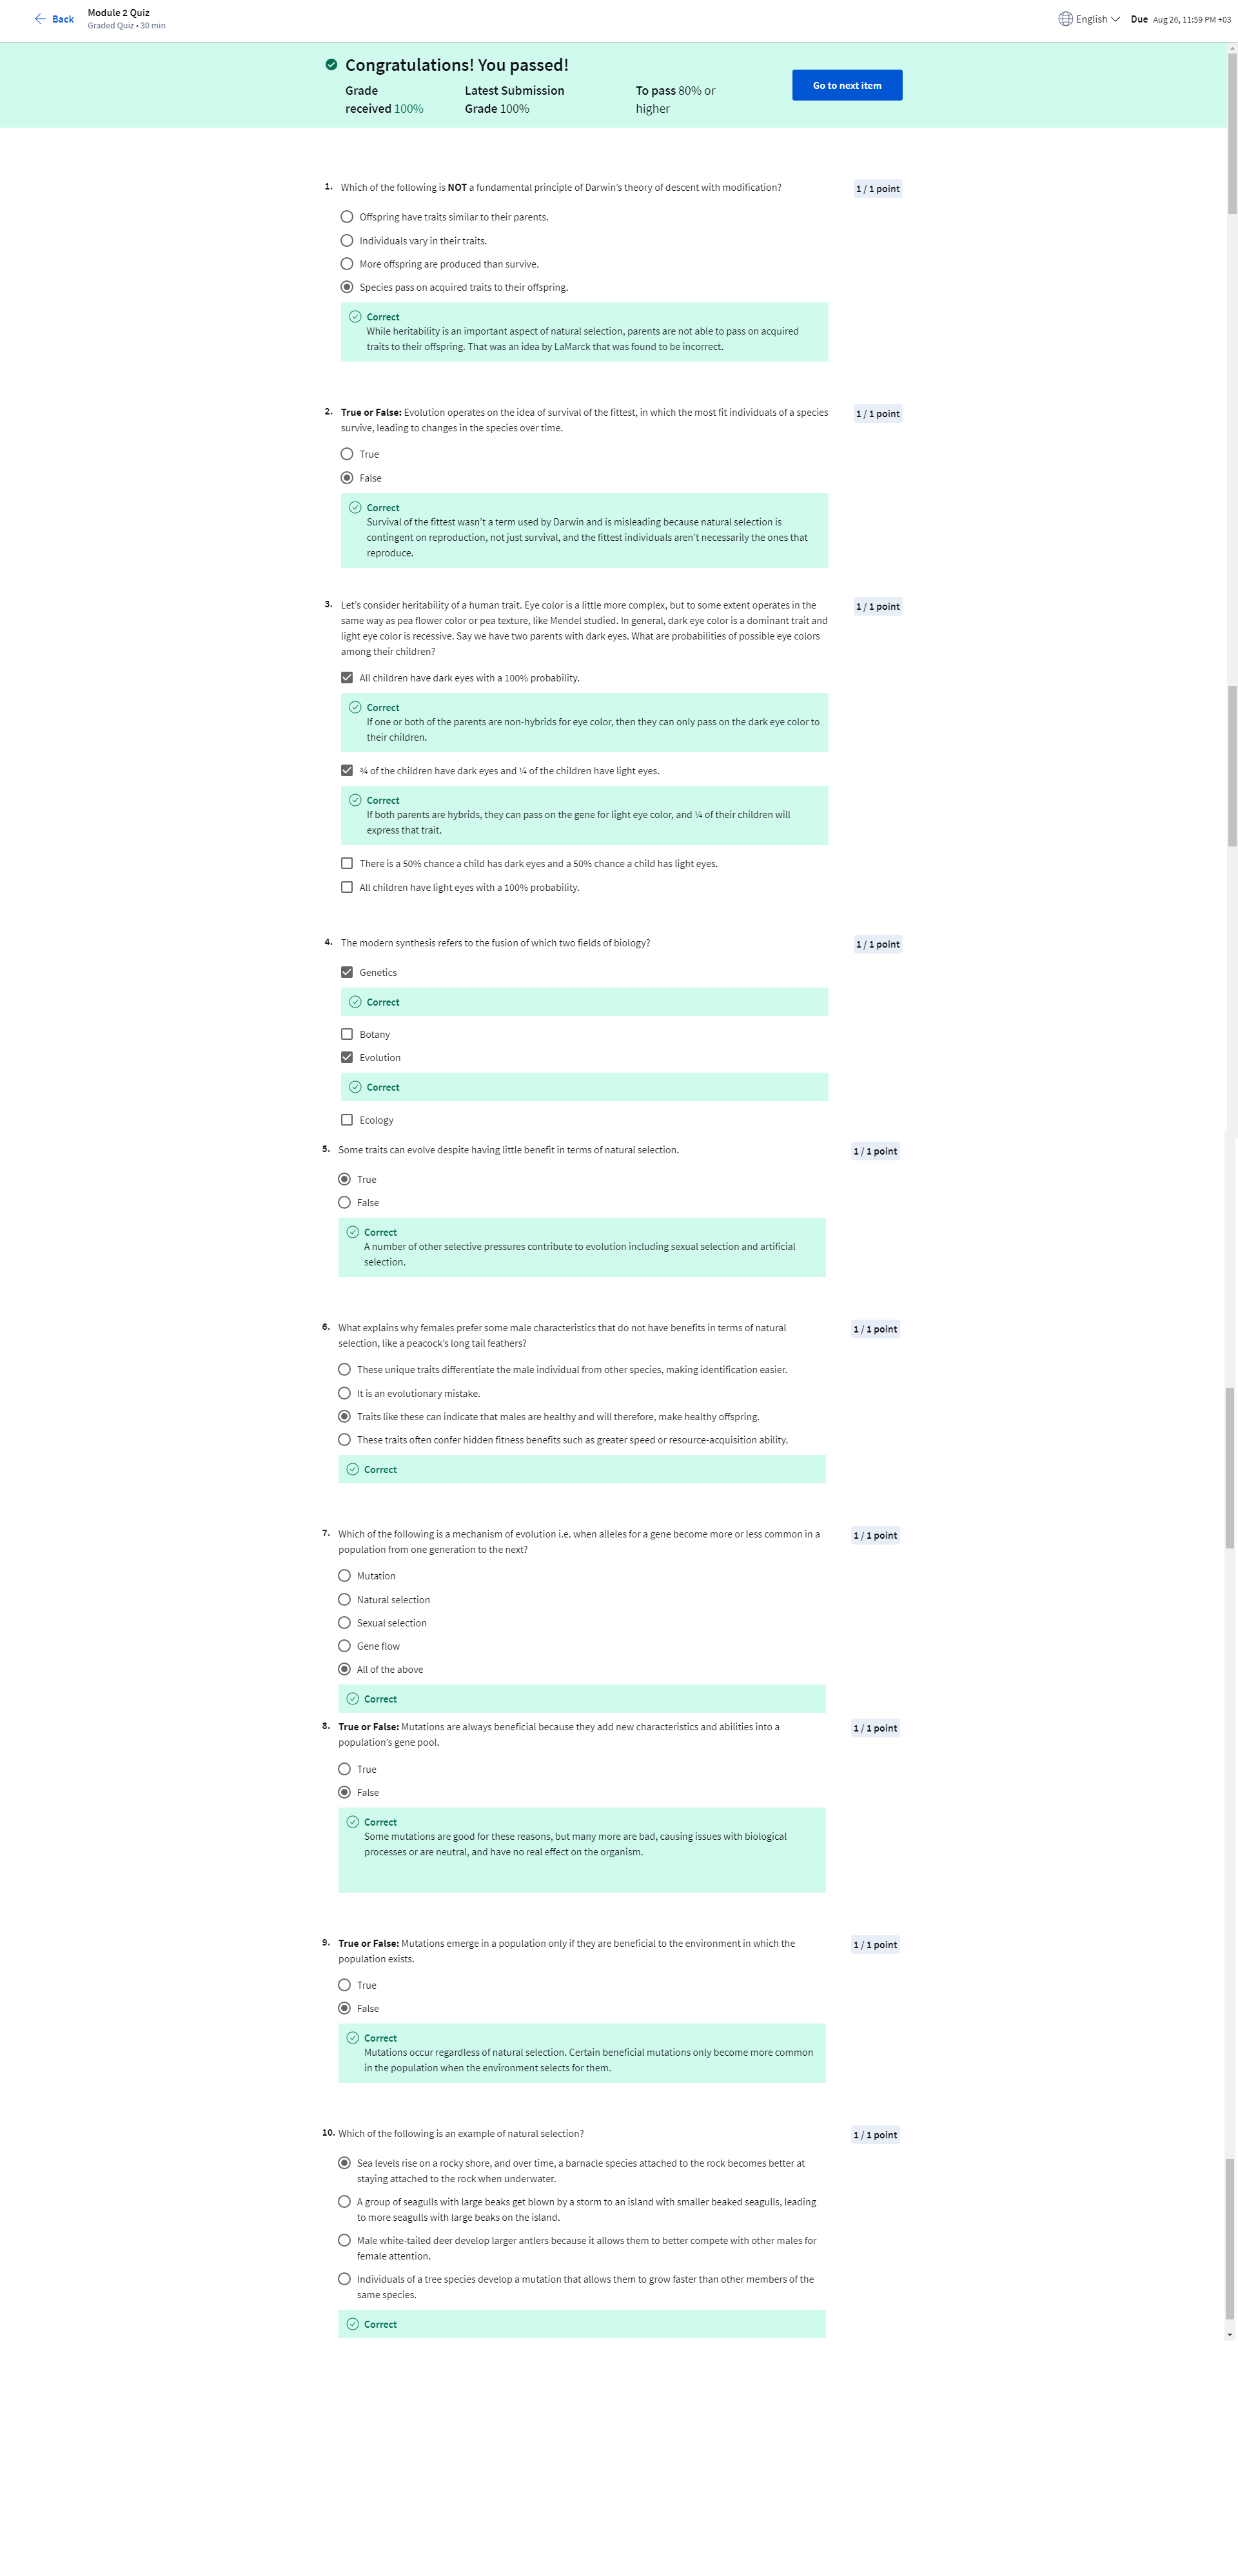 Back
Module 2 Quiz
Graded Quiz • 30 min
English
Due Aug 26, 11:59 PM +03
Congratulations! You passed!
Grade received 100%
Latest Submission Grade 100%
To pass 80% or higher
Go to next item
1. Which of the following is NOT a fundamental principle of Darwin's theory of descent with modification?
1 / 1 point
Offspring have traits similar to their parents.
Individuals vary in their traits.
More offspring are produced than survive.
Species pass on acquired traits to their offspring.
Correct
While heritability is an important aspect of natural selection, parents are not able to pass on acquired
traits to their offspring. That was an idea by LaMarck that was found to be incorrect.
2. True or False: Evolution operates on the idea of survival of the fittest, in which the most fit individuals of a species
survive, leading to changes in the species over time.
1 / 1 point
True
False
Correct
Survival of the fittest wasn't a term used by Darwin and is misleading because natural selection is
contingent on reproduction, not just survival, and the fittest individuals aren't necessarily the ones that
reproduce.
3. Let's consider heritability of a human trait. Eye color is a little more complex, but to some extent operates in the
same way as pea flower color or pea texture, like Mendel studied. In general, dark eye color is a dominant trait and
light eye color is recessive. Say we have two parents with dark eyes. What are probabilities of possible eye colors
among their children?
1 / 1 point
All children have dark eyes with a 100% probability.
Correct
If one or both of the parents are non-hybrids for eye color, then they can only pass on the dark eye color to
their children.
¾ of the children have dark eyes and ¼ of the children have light eyes.
Correct
If both parents are hybrids, they can pass on the gene for light eye color, and ¼ of their children will
express that trait.
There is a 50% chance a child has dark eyes and a 50% chance a child has light eyes.
All children have light eyes with a 100% probability.
4. The modern synthesis refers to the fusion of which two fields of biology?
1 / 1 point
Genetics
Correct
Botany
Evolution
Correct
Ecology
5. Some traits can evolve despite having little benefit in terms of natural selection.
1 / 1 point
True
False
Correct
A number of other selective pressures contribute to evolution including sexual selection and artificial
selection.
6. What explains why females prefer some male characteristics that do not have benefits in terms of natural
selection, like a peacock's long tail feathers?
1 / 1 point
These unique traits differentiate the male individual from other species, making identification easier.
It is an evolutionary mistake.
Traits like these can indicate that males are healthy and will therefore, make healthy offspring.
These traits often confer hidden fitness benefits such as greater speed or resource-acquisition ability.
Correct
7. Which of the following is a mechanism of evolution i.e. when alleles for a gene become more or less common in a
population from one generation to the next?
1 / 1 point
Mutation
Natural selection
Sexual selection
Gene flow
All of the above
Correct
8. True or False: Mutations are always beneficial because they add new characteristics and abilities into a
population's gene pool.
1 / 1 point
True
False
Correct
Some mutations are good for these reasons, but many more are bad, causing issues with biological
processes or are neutral, and have no real effect on the organism.
9. True or False: Mutations emerge in a population only if they are beneficial to the environment in which the
population exists.
1 / 1 point
True
False
Correct
Mutations occur regardless of natural selection. Certain beneficial mutations only become more common
in the population when the environment selects for them.
10. Which of the following is an example of natural selection?
1 / 1 point
Sea levels rise on a rocky shore, and over time, a barnacle species attached to the rock becomes better at
staying attached to the rock when underwater.
A group of seagulls with large beaks get blown by a storm to an island with smaller beaked seagulls, leading
to more seagulls with large beaks on the island.
Male white-tailed deer develop larger antlers because it allows them to better compete with other males for
female attention.
Individuals of a tree species develop a mutation that allows them to grow faster than other members of the
same species.
Correct